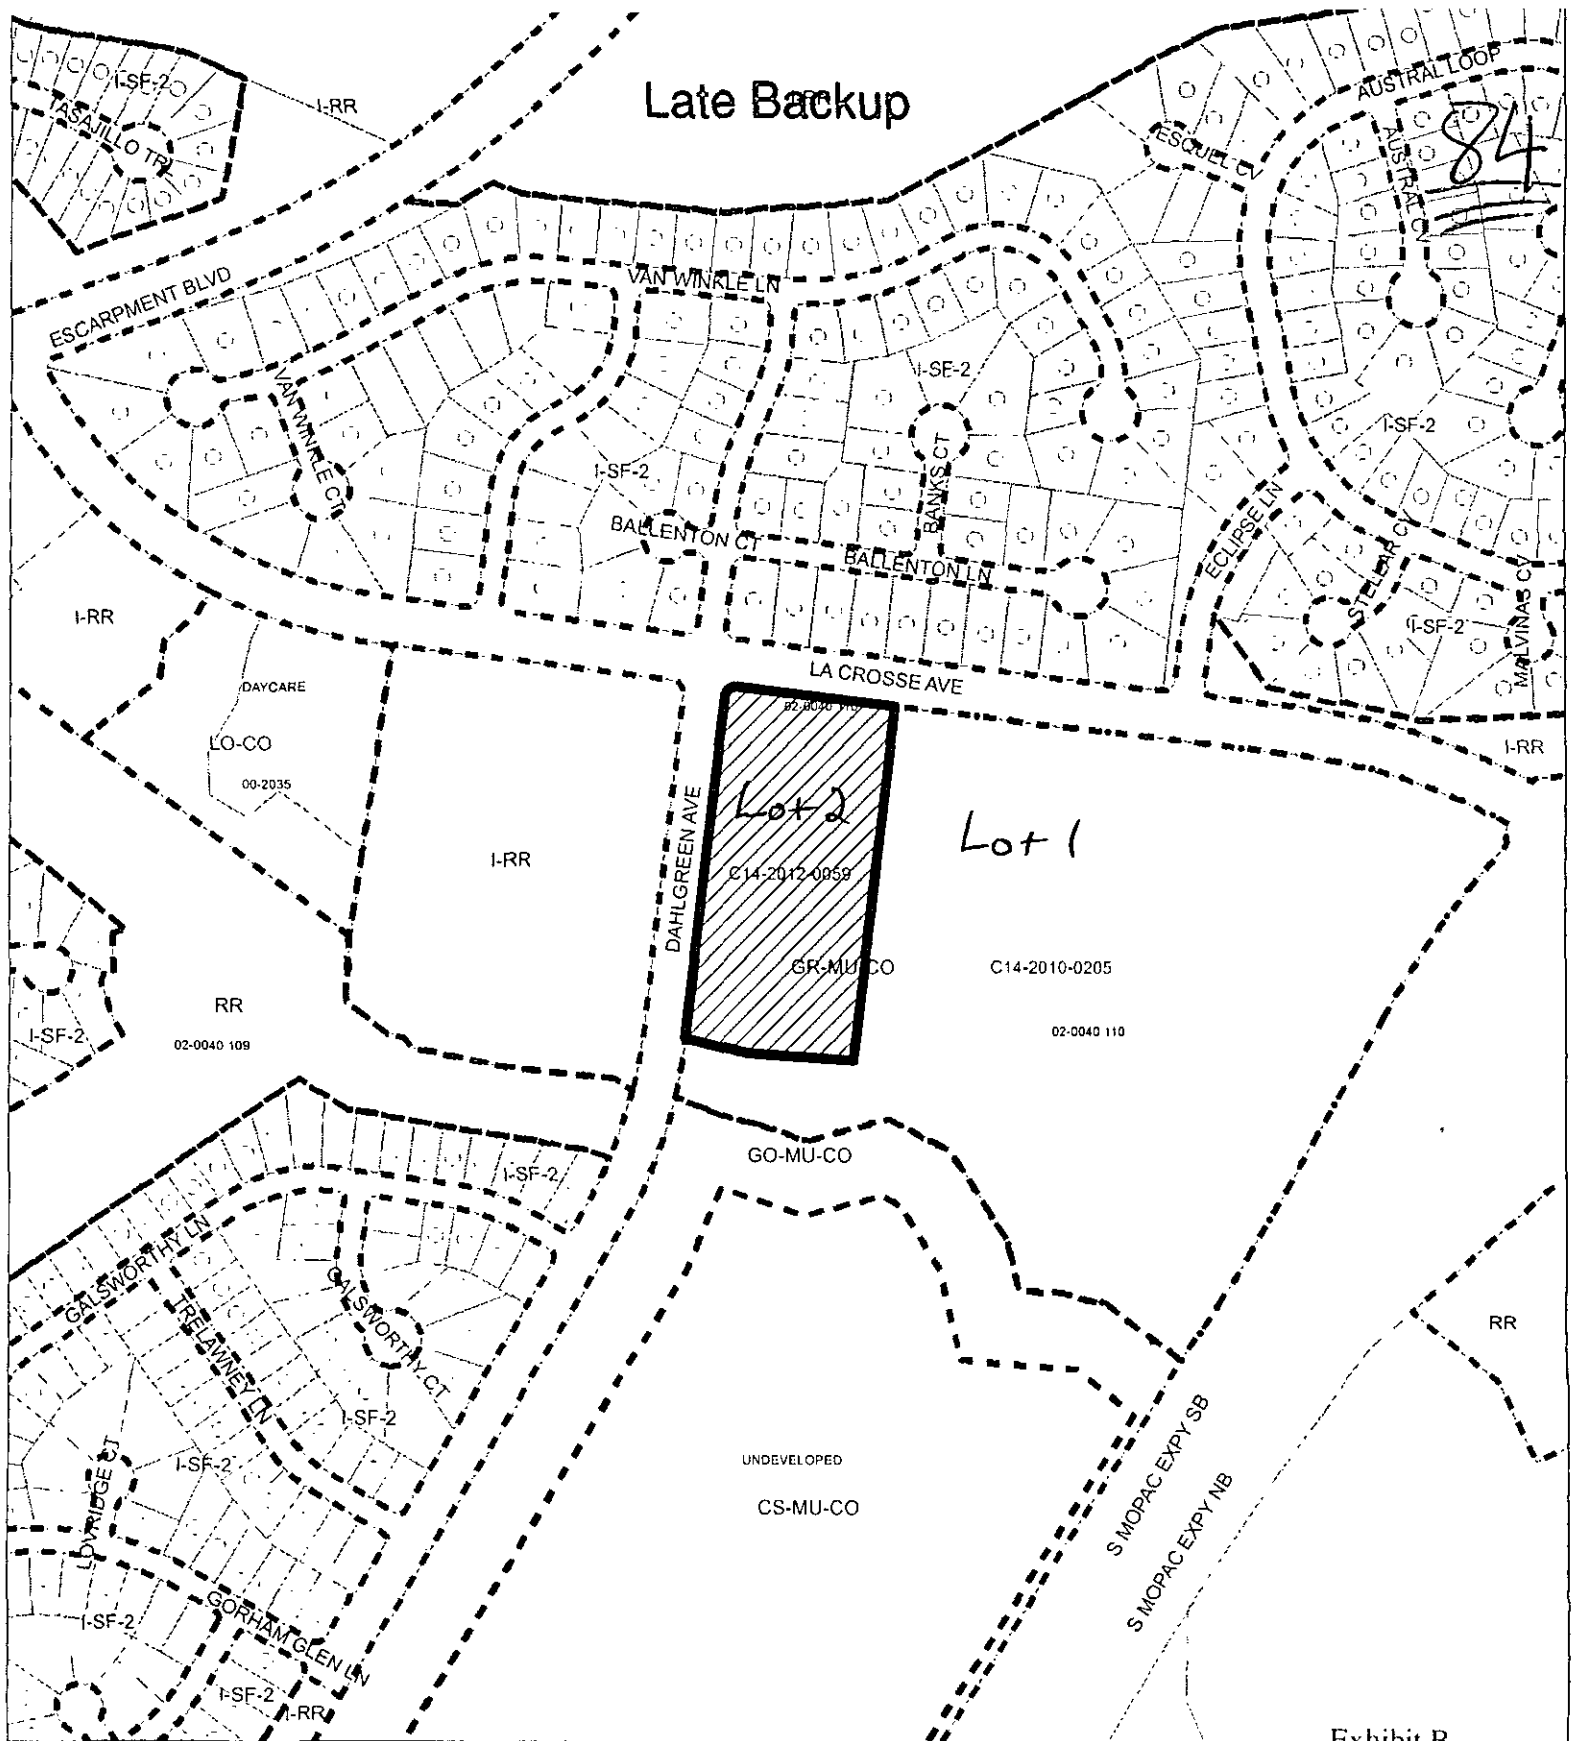 Late Backup
84
I-SF-2
TASAJILLO TRL
I-RR
AUSTRAL LOOP
ESQUEL CV
AUSTRAL CV
ESCARPMENT BLVD
VAN WINKLE LN
VAN WINKLE CT
I-SF-2
I-SF-2
I-SF-2
BANKS CT
BALLENTON CT
BALLENTON LN
ECLIPSE LN
STELLAR CV
MALVINAS CV
I-SF-2
I-RR
LA CROSSE AVE
DAYCARE
LO-CO
00-2035
I-RR
02-0040 110
I-RR
Lot 2
Lot 1
C14-2012-0059
DAHLGREEN AVE
GR-MU-CO
C14-2010-0205
RR
02-0040 109
02-0040 110
I-SF-2
GO-MU-CO
I-SF-2
GALSWORTHY LN
TRELAWNEY LN
GALSWORTHY CT
RR
I-SF-2
I-SF-2
LOVRIDGE CT
UNDEVELOPED
CS-MU-CO
S MOPAC EXPY SB
S MOPAC EXPY NB
I-SF-2
GORHAM GLEN LN
I-SF-2
I-RR
Exhibit B